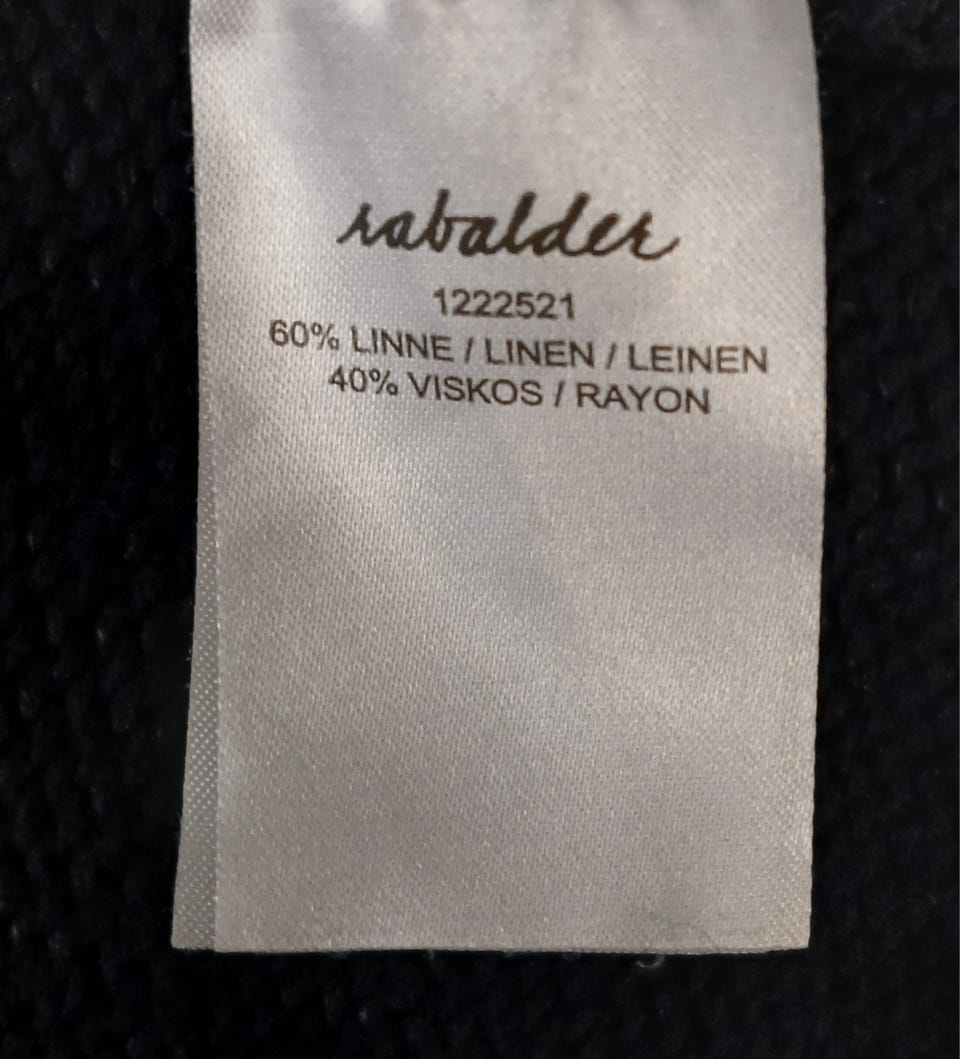 rabalder
1222521
60% LINNE / LINEN / LEINEN
40% VISKOS / RAYON